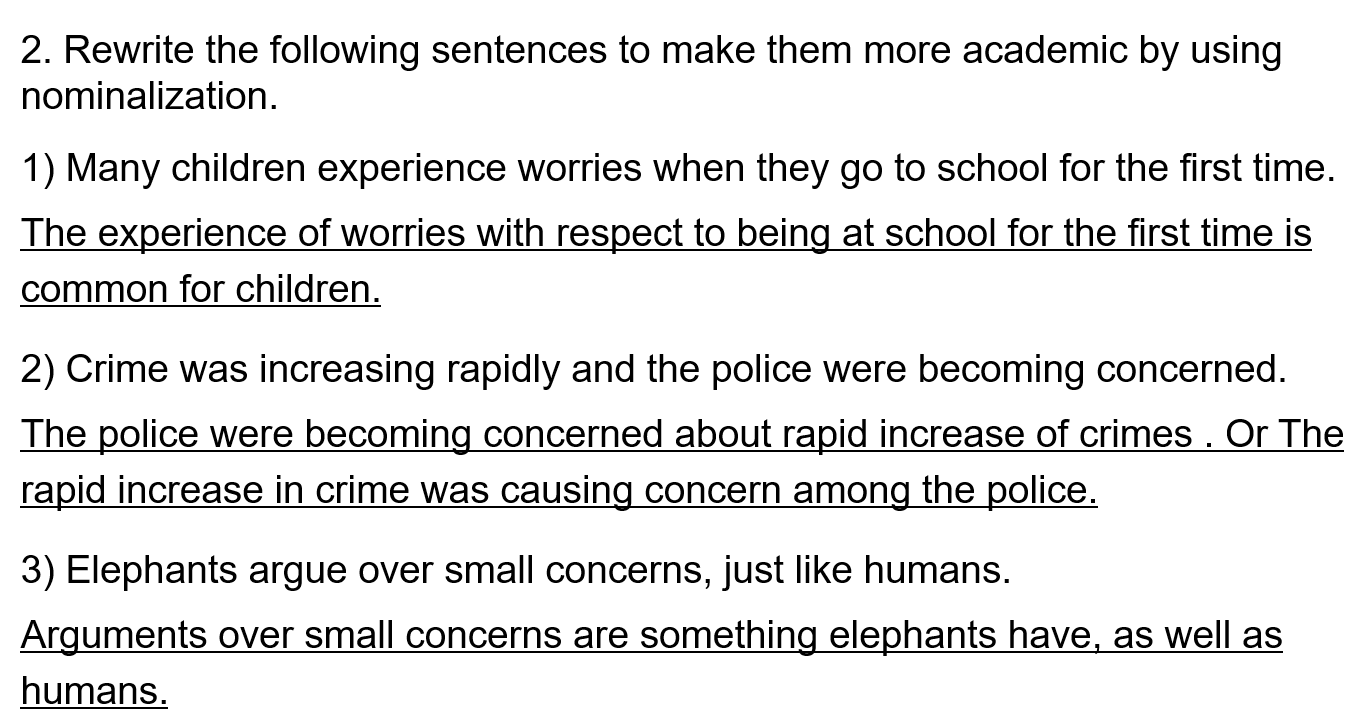 2. Rewrite the following sentences to make them more academic by using
nominalization.
1) Many children experience worries when they go to school for the first time.
The experience of worries with respect to being at school for the first time is
common for children.
2) Crime was increasing rapidly and the police were becoming concerned.
The police were becoming concerned about rapid increase of crimes . Or The
rapid increase in crime was causing concern among the police.
3) Elephants argue over small concerns, just like humans.
Arguments over small concerns are something elephants have, as well as
humans.